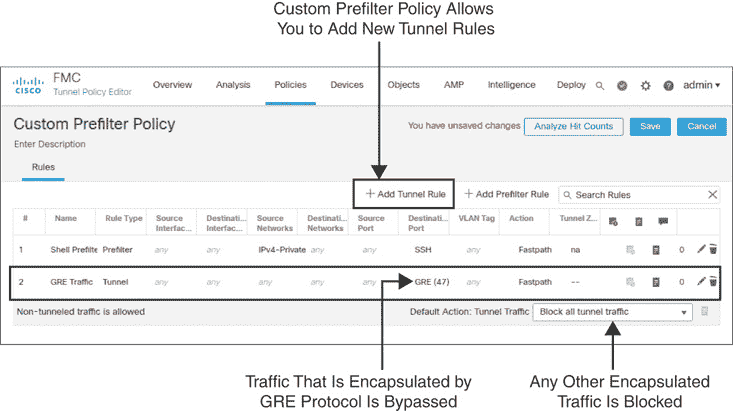 Custom Prefilter Policy Allows
You to Add New Tunnel Rules
CISCO
FMC
Tunnel Policy Editor
Overview Analysis Policies Devices Objects AMP Intelligence Deploy admin
Custom Prefilter Policy
You have unsaved changes Analyze Hit Counts Save Cancel
Enter Description
Rules
+ Add Tunnel Rule + Add Prefilter Rule Search Rules
# Name Rule Type Source Interfac... Destinati... Interfac... Source Networks Destinati... Networks Source Port Destinati... Port VLAN Tag Action Tunnel Z...
1 Shell Prefilte Prefilter any any IPv4-Private any any SSH any Fastpath na 0
2 GRE Traffic Tunnel any any any any any GRE (47) any Fastpath -- 0
Non-tunneled traffic is allowed Default Action: Tunnel Traffic Block all tunnel traffic
Traffic That Is Encapsulated by
GRE Protocol Is Bypassed
Any Other Encapsulated
Traffic Is Blocked